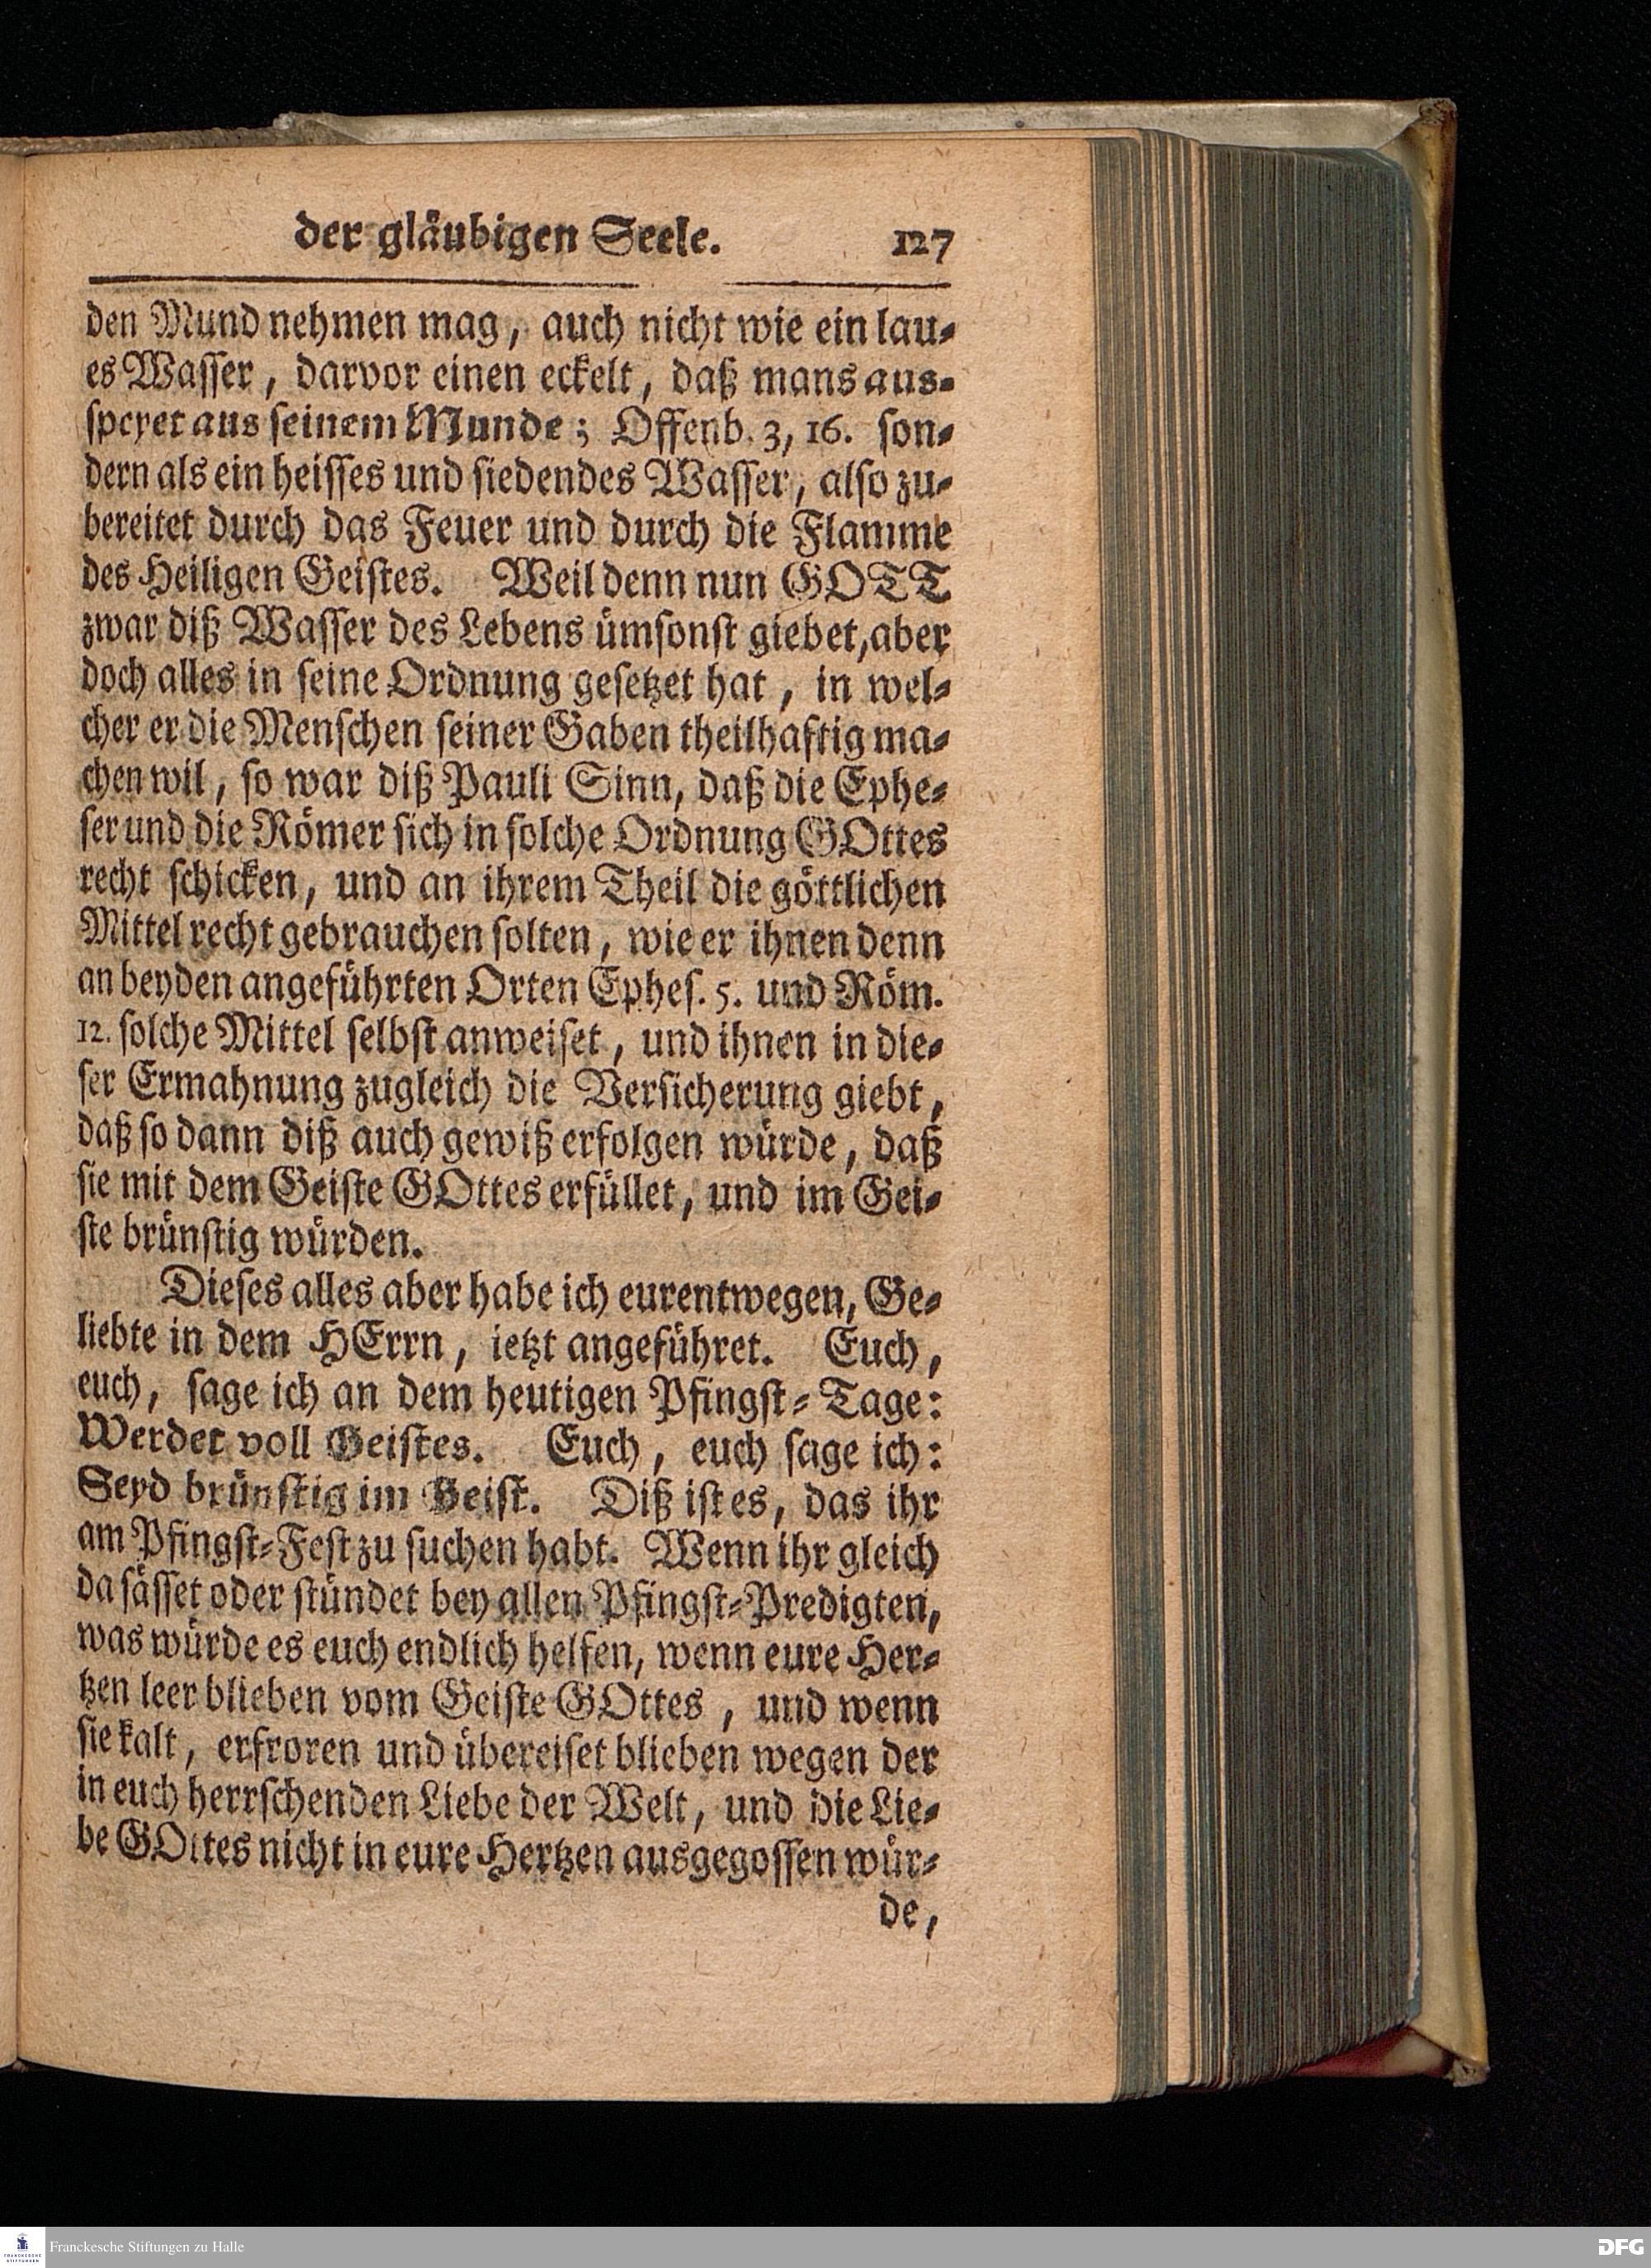 der gläubigen Seele. 127
den Mund nehmen mag, auch nicht wie ein lau-
es Wasser, darvor einen eckelt, daß mans aus-
speyet aus seinem Munde; Offenb. 3, 16. son-
dern als ein heisses und siedendes Wasser, also zu-
bereitet durch das Feuer und durch die Flamme
des Heiligen Geistes. Weil denn nun GOTT
zwar diß Wasser des Lebens ümsonst giebet, aber
doch alles in seine Ordnung gesetzet hat, in wel-
cher er die Menschen seiner Gaben theilhaftig ma-
chen wil, so war diß Pauli Sinn, daß die Ephe-
ser und die Römer sich in solche Ordnung GOttes
recht schicken, und an ihrem Theil die göttlichen
Mittel recht gebrauchen solten, wie er ihnen denn
an beyden angeführten Orten Ephes. 5. und Röm.
12. solche Mittel selbst anweiset, und ihnen in die-
ser Ermahnung zugleich die Versicherung giebt,
daß so dann diß auch gewiß erfolgen würde, daß
sie mit dem Geiste GOttes erfüllet, und im Gei-
ste brünstig würden.
Dieses alles aber habe ich eurentwegen, Ge-
liebte in dem HErrn, ietzt angeführet. Euch,
euch, sage ich an dem heutigen Pfingst-Tage:
Werdet voll Geistes. Euch, euch sage ich:
Seyd brünstig im Geist. Diß ist es, das ihr
am Pfingst-Fest zu suchen habt. Wenn ihr gleich
da sässet oder stündet bey allen Pfingst-Predigten,
was würde es euch endlich helfen, wenn eure Her-
tzen leer blieben vom Geiste GOttes, und wenn
sie kalt, erfroren und übereiset blieben wegen der
in euch herrschenden Liebe der Welt, und die Lie-
be GOttes nicht in eure Hertzen ausgegossen wür-
de,
FRANCKESCHE STIFTUNGEN
Franckesche Stiftungen zu Halle
DFG